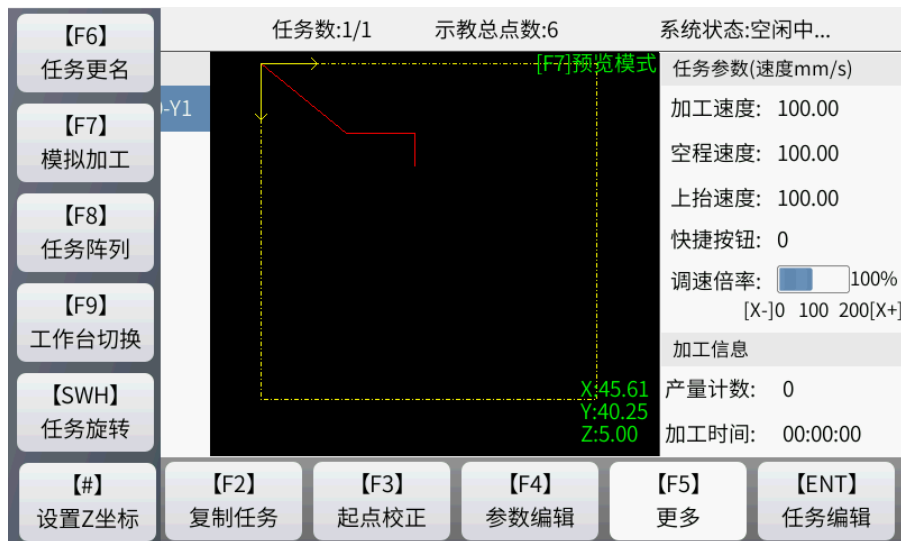 【F6】
任务更名
【F7】
模拟加工
【F8】
任务阵列
【F9】
工作台切换
【SWH】
任务旋转
【#】
设置Z坐标
任务数:1/1
示教总点数:6
系统状态:空闲中...
-Y1
[F7]预览模式
X:45.61
Y:40.25
Z:5.00
任务参数(速度mm/s)
加工速度: 100.00
空程速度: 100.00
上抬速度: 100.00
快捷按钮: 0
调速倍率: 100%
[X-]0 100 200[X+]
加工信息
产量计数: 0
加工时间: 00:00:00
【F2】
复制任务
【F3】
起点校正
【F4】
参数编辑
【F5】
更多
【ENT】
任务编辑